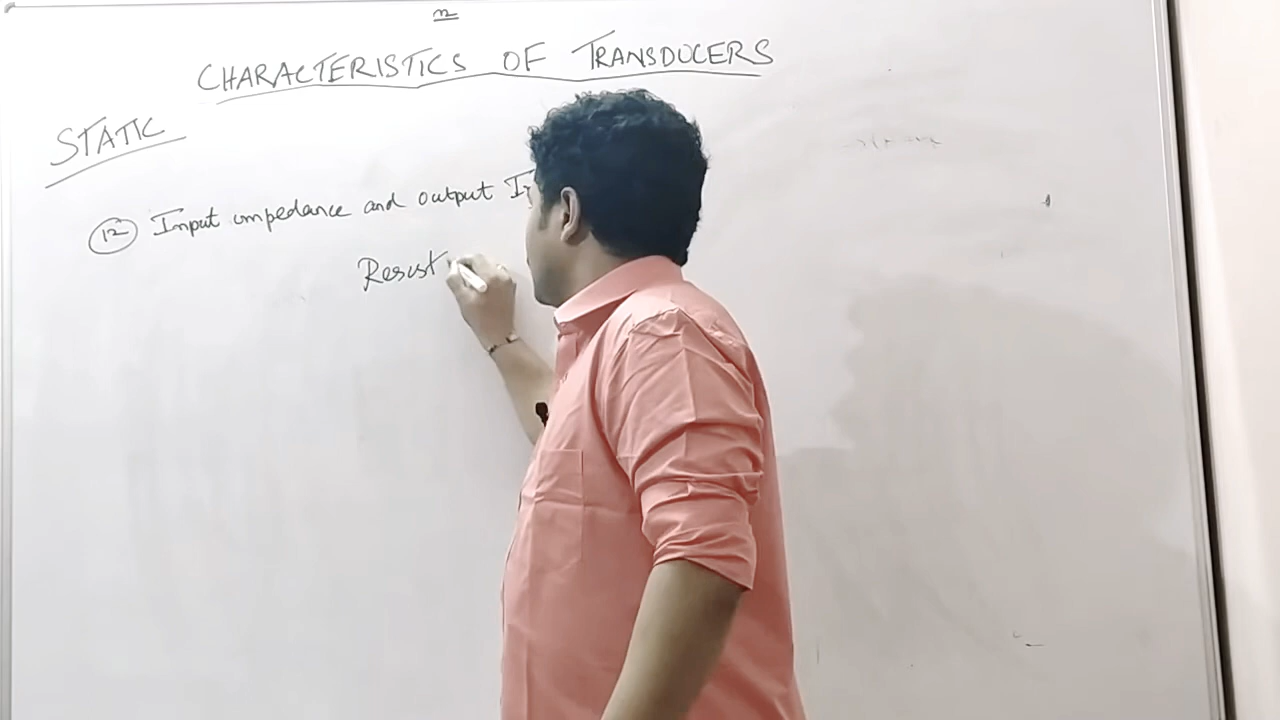 CHARACTERISTICS OF TRANSDUCERS
STATIC
12 Input impedance and output
Resist